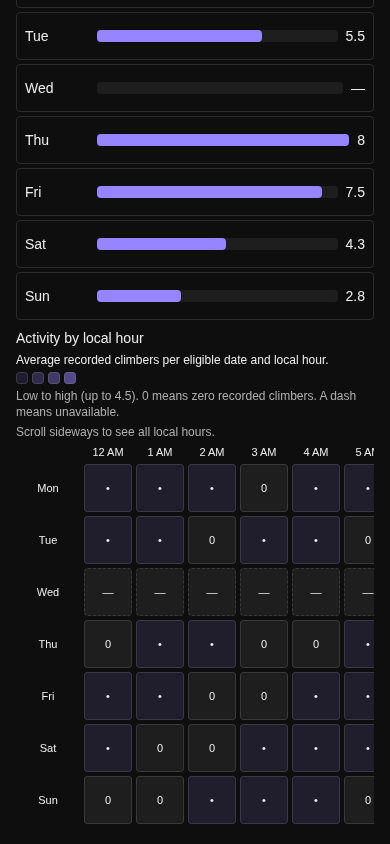 Tue 5.5
Wed —
Thu 8
Fri 7.5
Sat 4.3
Sun 2.8
Activity by local hour
Average recorded climbers per eligible date and local hour.
Low to high (up to 4.5). 0 means zero recorded climbers. A dash
means unavailable.
Scroll sideways to see all local hours.
12 AM 1 AM 2 AM 3 AM 4 AM 5 AM
Mon • • • 0 • •
Tue • • 0 • • 0
Wed — — — — — —
Thu 0 • • 0 0 •
Fri • • 0 0 • •
Sat • 0 0 • • •
Sun 0 0 • • • 0